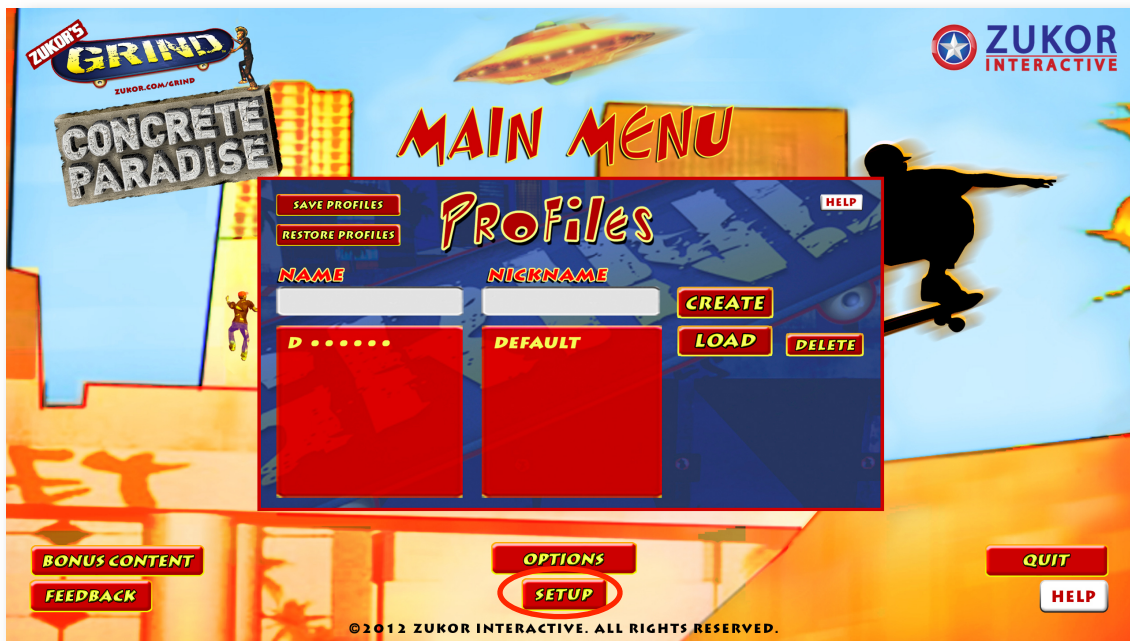 ZUKOR'S
GRIND
ZUKOR.COM/GRIND
CONCRETE
PARADISE
ZUKOR
INTERACTIVE
MAIN MENU
SAVE PROFILES
RESTORE PROFILES
PROFiles
HELP
NAME
NICKNAME
CREATE
D ••••••
DEFAULT
LOAD
DELETE
BONUS CONTENT
OPTIONS
QUIT
FEEDBACK
SETUP
HELP
©2012 ZUKOR INTERACTIVE. ALL RIGHTS RESERVED.